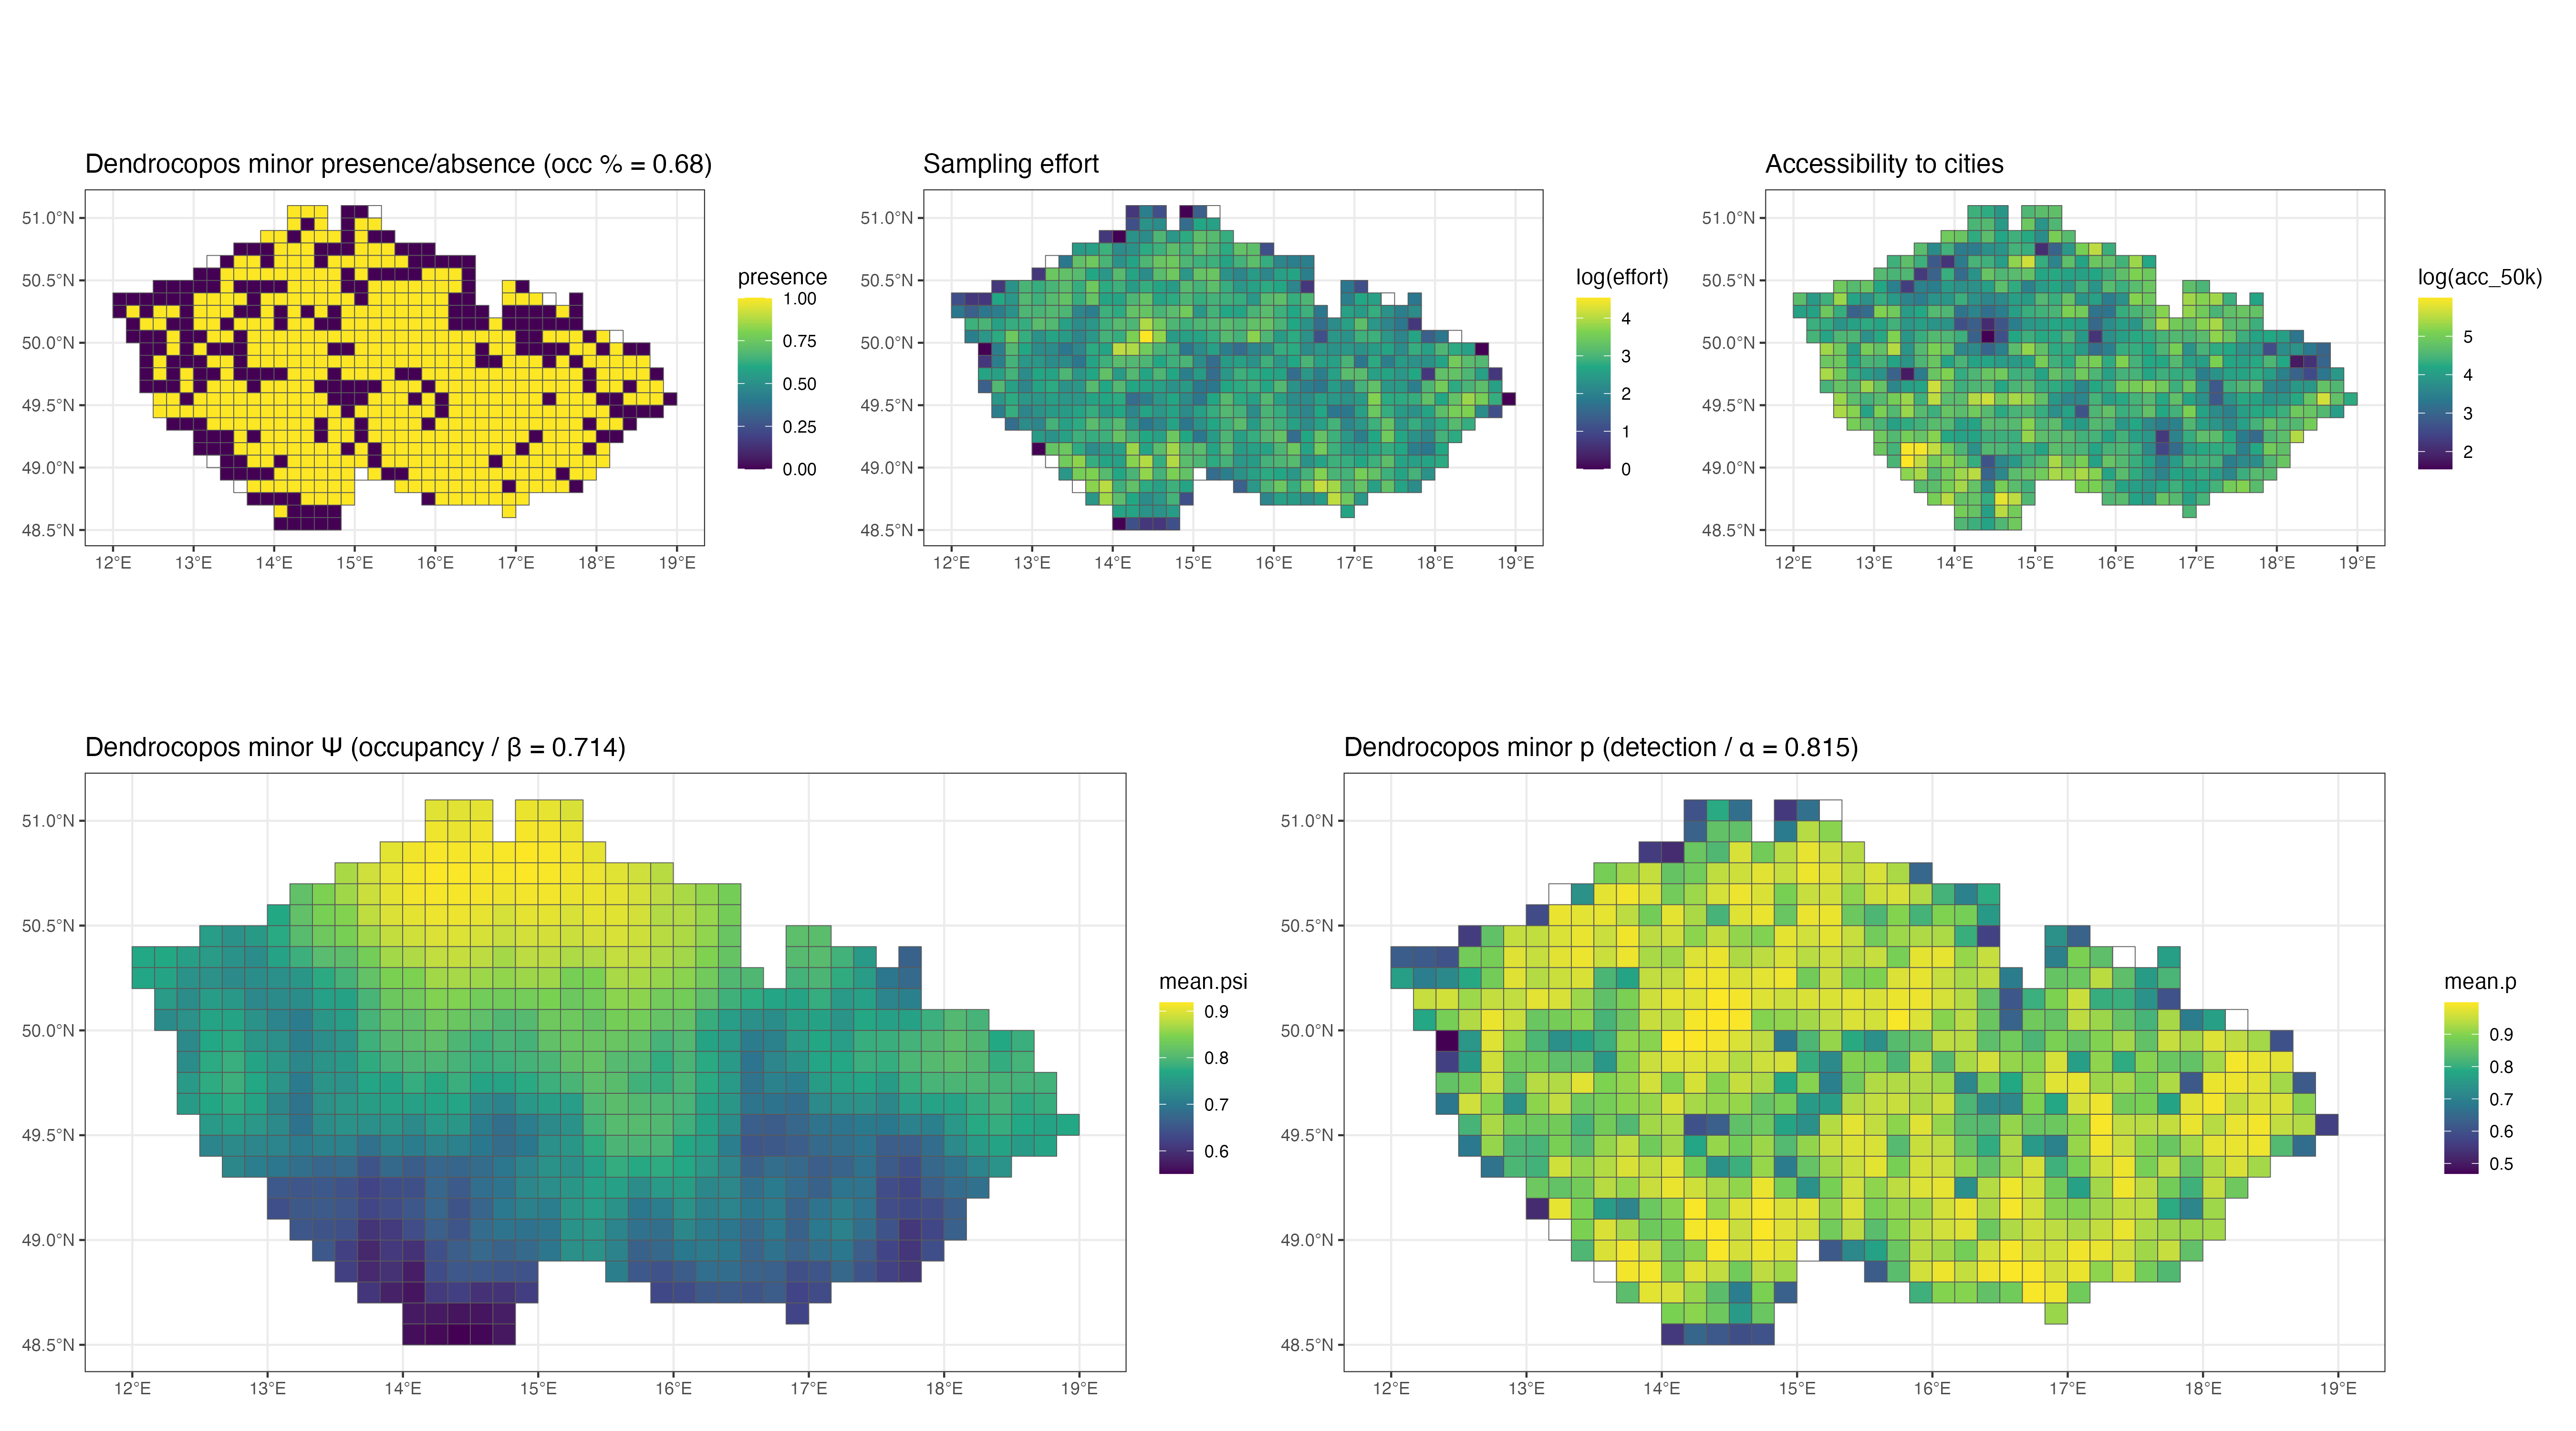 Dendrocopos minor presence/absence (occ % = 0.68)
51.0°N
50.5°N
50.0°N
49.5°N
49.0°N
48.5°N
12°E 13°E 14°E 15°E 16°E 17°E 18°E 19°E
presence
1.00
0.75
0.50
0.25
0.00
Sampling effort
51.0°N
50.5°N
50.0°N
49.5°N
49.0°N
48.5°N
12°E 13°E 14°E 15°E 16°E 17°E 18°E 19°E
log(effort)
4
3
2
1
0
Accessibility to cities
51.0°N
50.5°N
50.0°N
49.5°N
49.0°N
48.5°N
12°E 13°E 14°E 15°E 16°E 17°E 18°E 19°E
log(acc_50k)
5
4
3
2
Dendrocopos minor Ψ (occupancy / β = 0.714)
51.0°N
50.5°N
50.0°N
49.5°N
49.0°N
48.5°N
12°E 13°E 14°E 15°E 16°E 17°E 18°E 19°E
mean.psi
0.9
0.8
0.7
0.6
Dendrocopos minor p (detection / α = 0.815)
51.0°N
50.5°N
50.0°N
49.5°N
49.0°N
48.5°N
12°E 13°E 14°E 15°E 16°E 17°E 18°E 19°E
mean.p
0.9
0.8
0.7
0.6
0.5